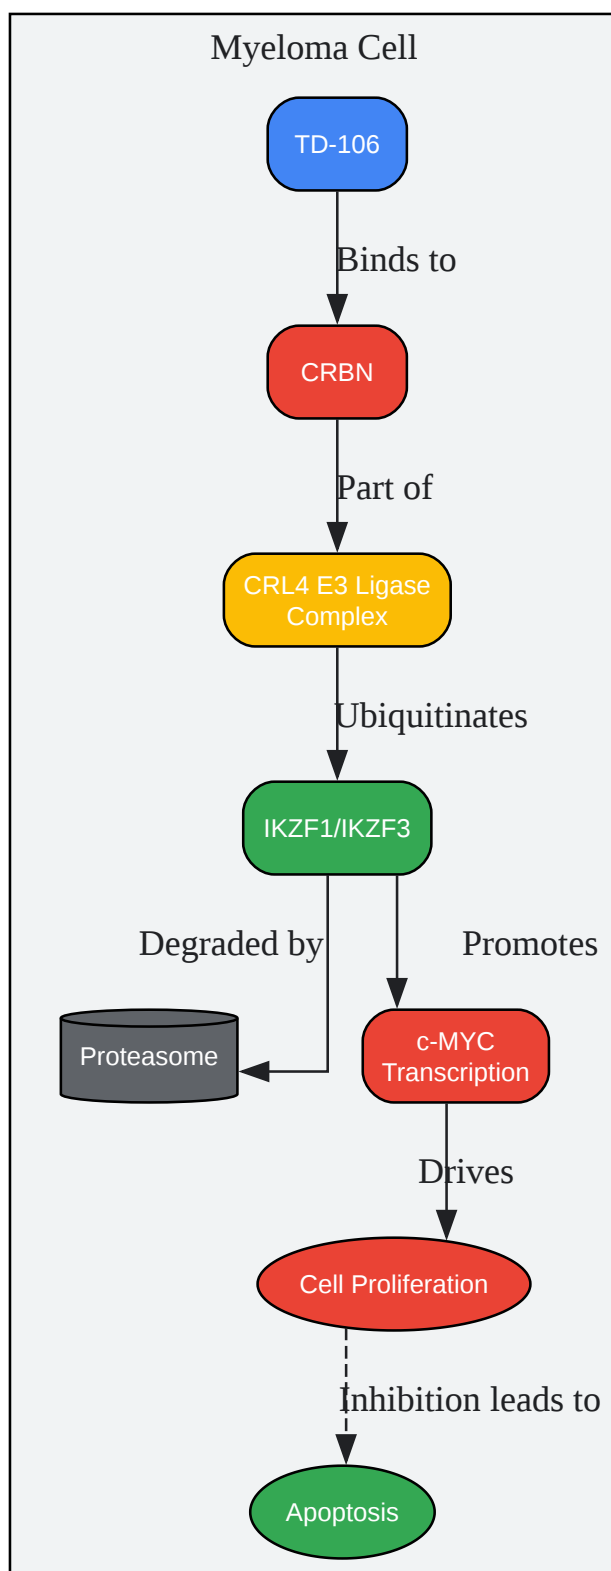 Myeloma Cell
TD-106
Binds to
CRBN
Part of
CRL4 E3 Ligase
Complex
Ubiquitinates
IKZF1/IKZF3
Degraded by
Promotes
Proteasome
c-MYC
Transcription
Drives
Cell Proliferation
Inhibition leads to
Apoptosis